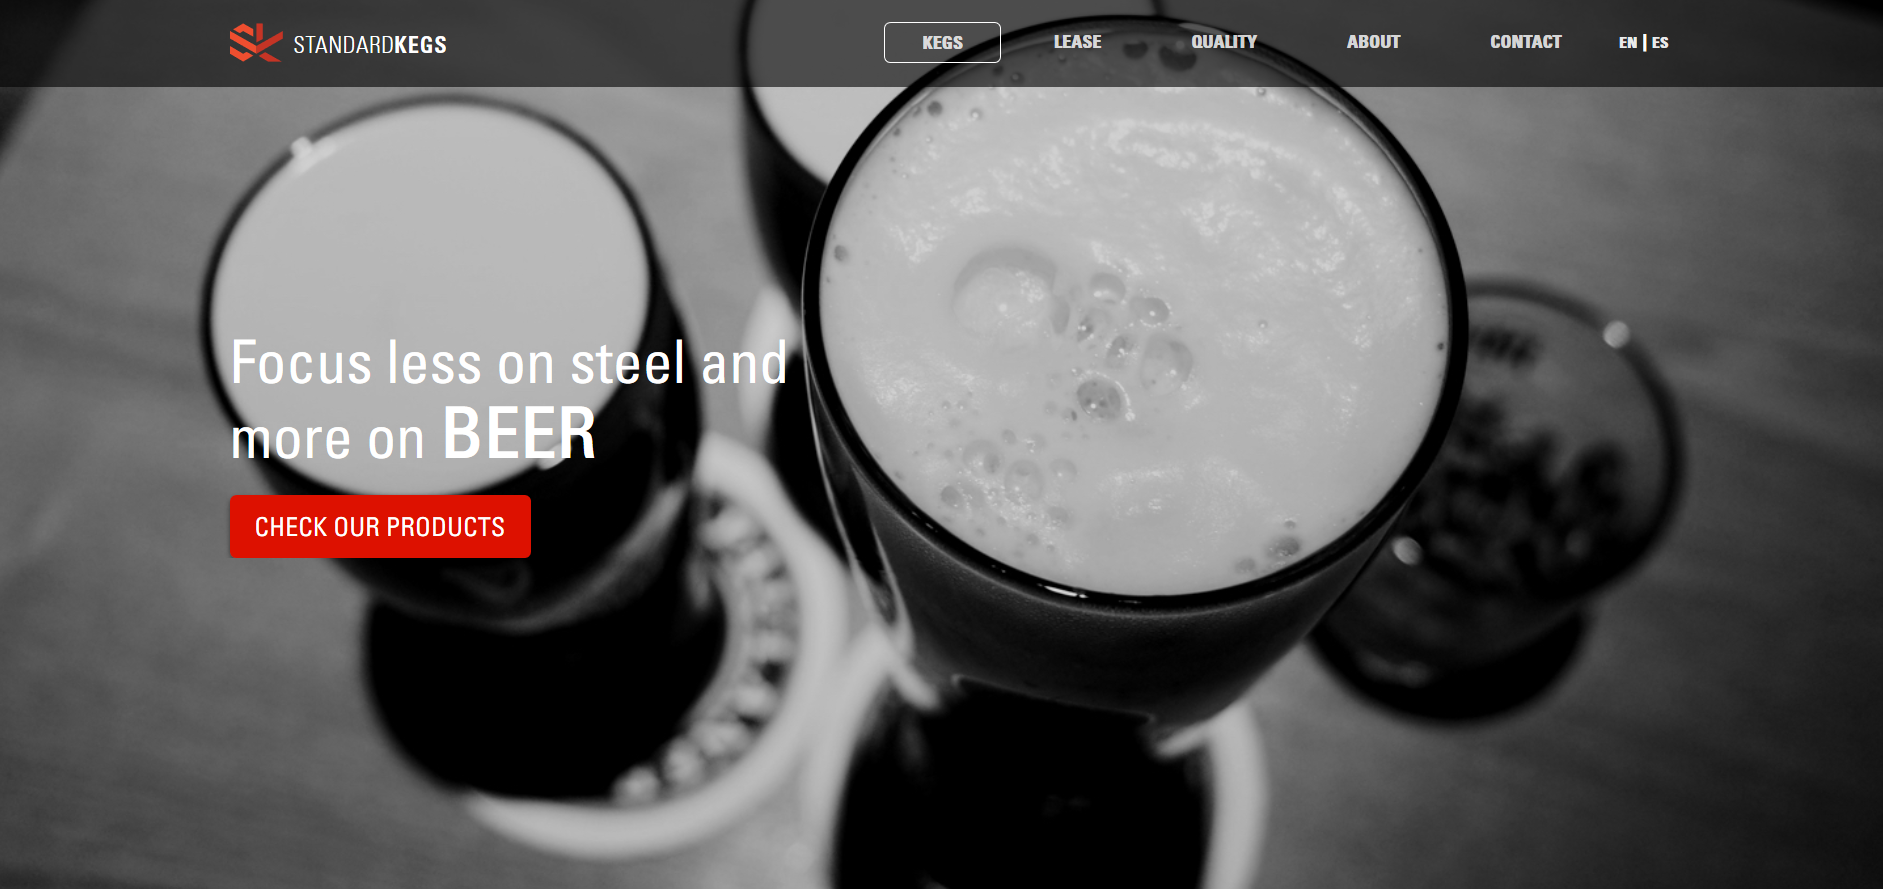 STANDARDKEGS
KEGS
LEASE
QUALITY
ABOUT
CONTACT
EN | ES
Focus less on steel and
more on BEER
CHECK OUR PRODUCTS